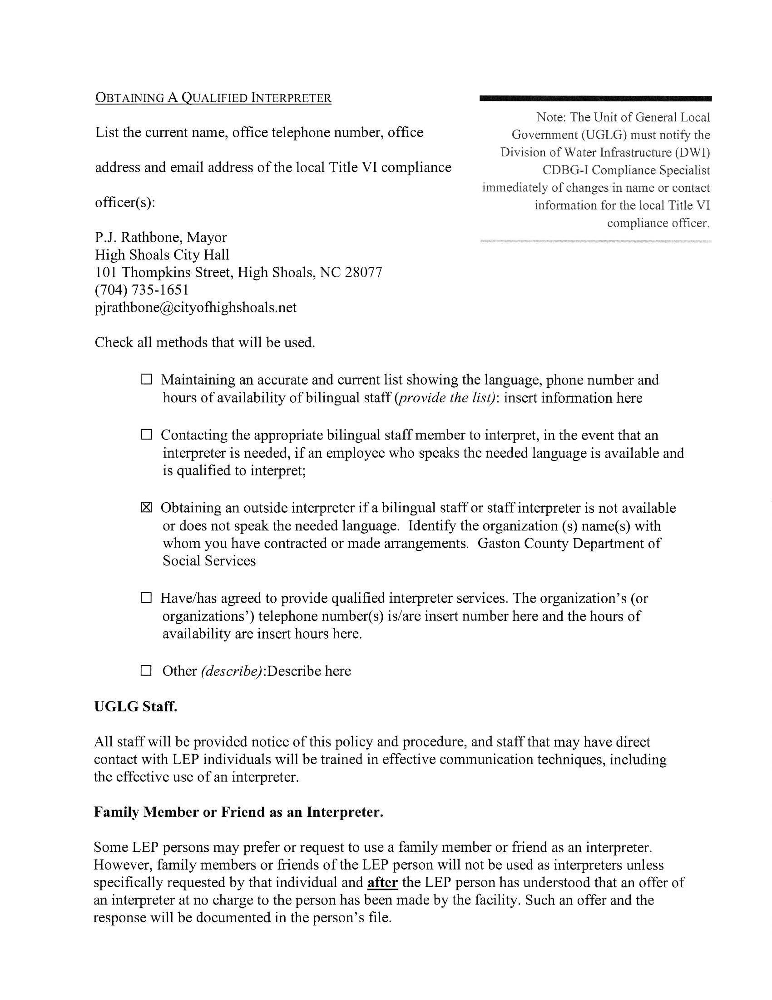 OBTAINING A QUALIFIED INTERPRETER
List the current name, office telephone number, office
address and email address of the local Title VI compliance
officer(s):
Note: The Unit of General Local
Government (UGLG) must notify the
Division of Water Infrastructure (DWI)
CDBG-I Compliance Specialist
immediately of changes in name or contact
information for the local Title VI
compliance officer.
P.J. Rathbone, Mayor
High Shoals City Hall
101 Thompkins Street, High Shoals, NC 28077
(704) 735-1651
pjrathbone@cityofhighshoals.net
Check all methods that will be used.
☐ Maintaining an accurate and current list showing the language, phone number and
hours of availability of bilingual staff (provide the list): insert information here
☐ Contacting the appropriate bilingual staff member to interpret, in the event that an
interpreter is needed, if an employee who speaks the needed language is available and
is qualified to interpret;
☒ Obtaining an outside interpreter if a bilingual staff or staff interpreter is not available
or does not speak the needed language. Identify the organization (s) name(s) with
whom you have contracted or made arrangements. Gaston County Department of
Social Services
☐ Have/has agreed to provide qualified interpreter services. The organization's (or
organizations') telephone number(s) is/are insert number here and the hours of
availability are insert hours here.
☐ Other (describe):Describe here
UGLG Staff.
All staff will be provided notice of this policy and procedure, and staff that may have direct
contact with LEP individuals will be trained in effective communication techniques, including
the effective use of an interpreter.
Family Member or Friend as an Interpreter.
Some LEP persons may prefer or request to use a family member or friend as an interpreter.
However, family members or friends of the LEP person will not be used as interpreters unless
specifically requested by that individual and after the LEP person has understood that an offer of
an interpreter at no charge to the person has been made by the facility. Such an offer and the
response will be documented in the person's file.